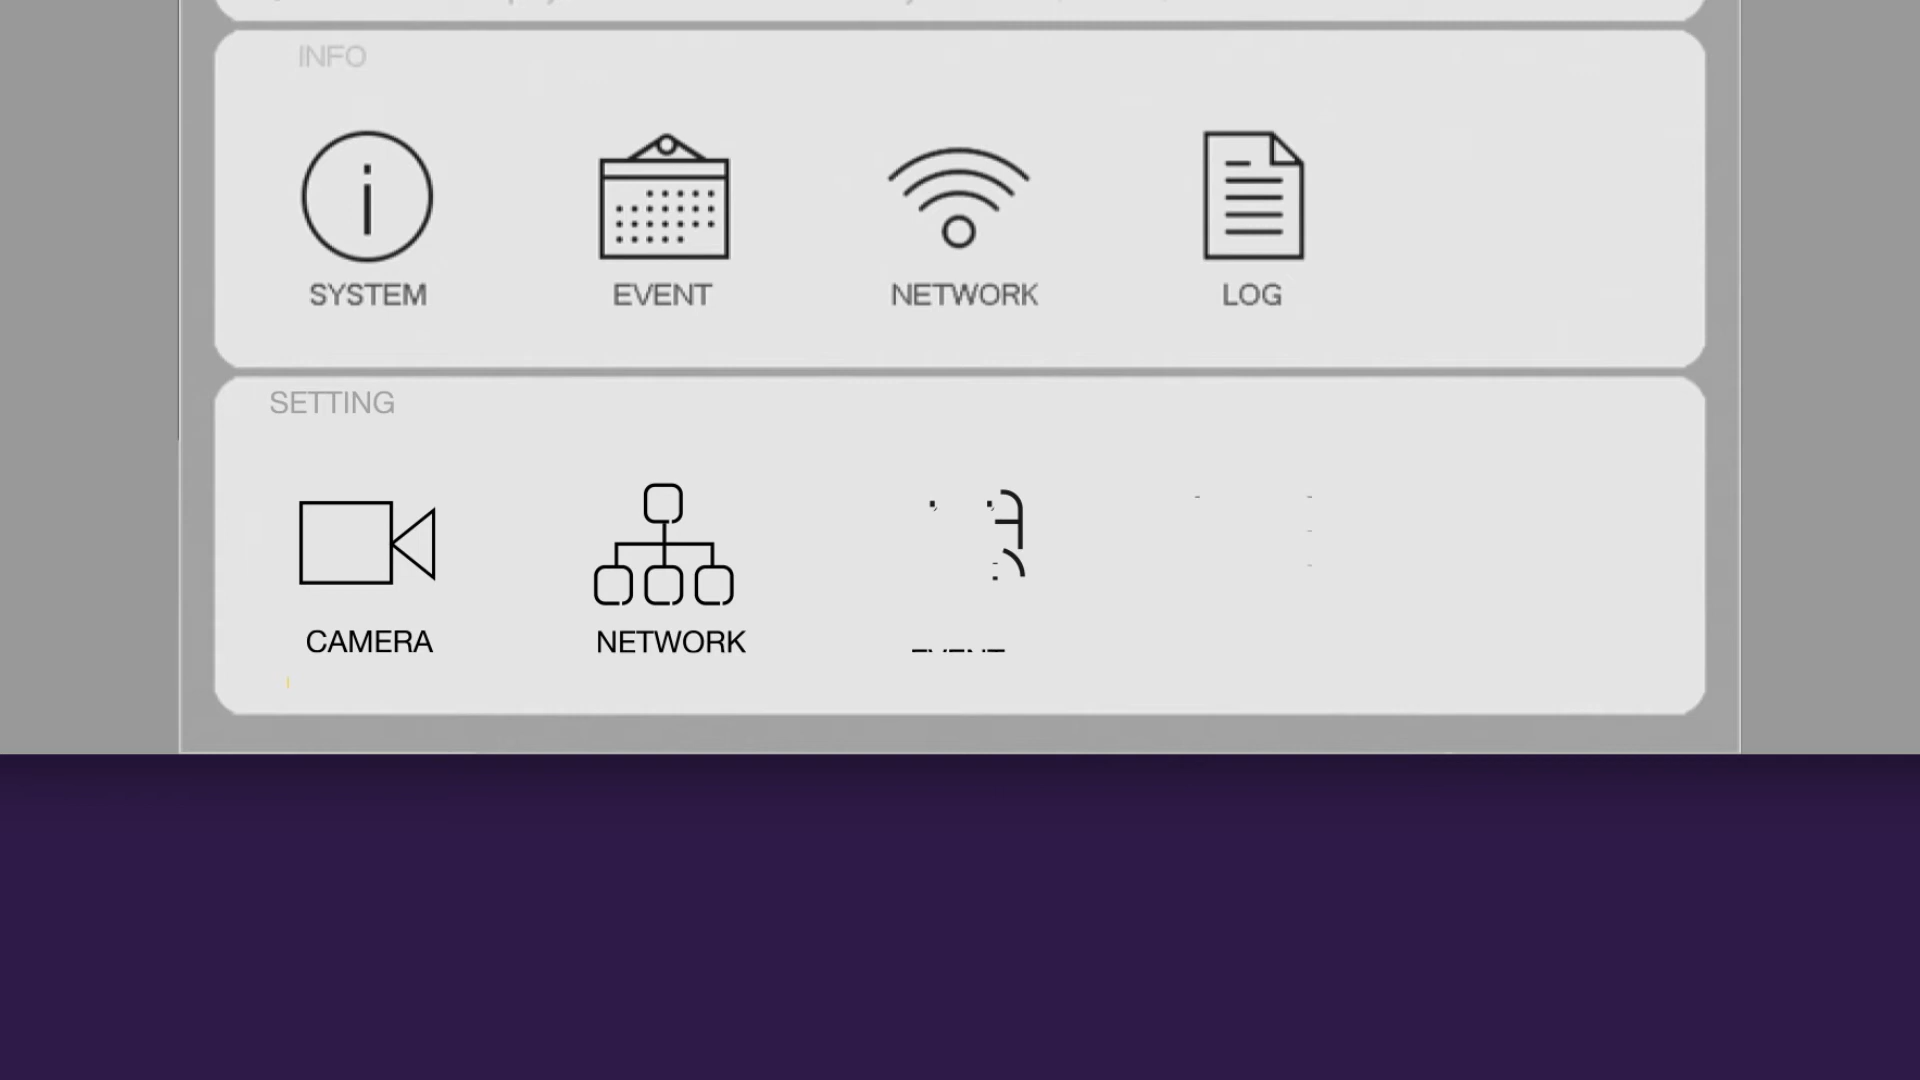 INFO
SYSTEM EVENT NETWORK LOG
SETTING
CAMERA NETWORK